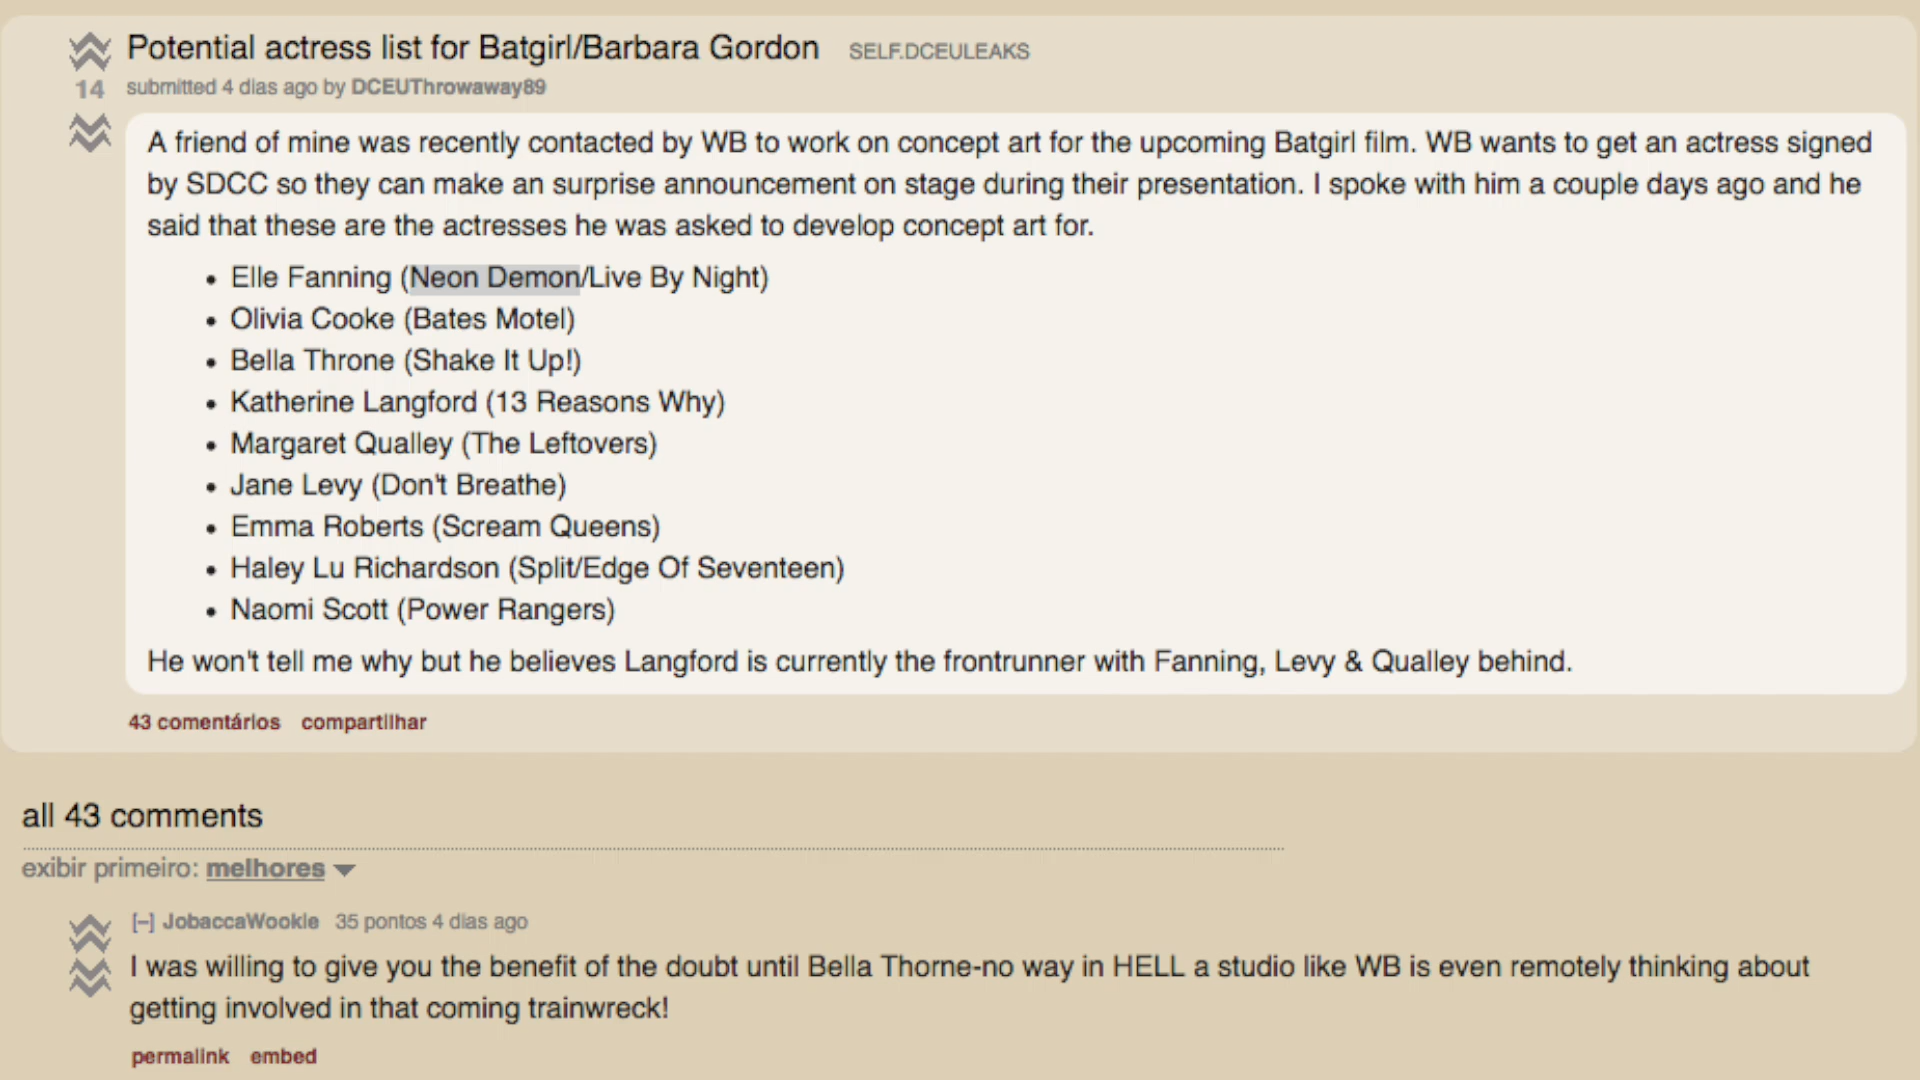 Potential actress list for Batgirl/Barbara Gordon SELF.DCEULEAKS
14 submitted 4 dias ago by DCEUThrowaway89
A friend of mine was recently contacted by WB to work on concept art for the upcoming Batgirl film. WB wants to get an actress signed
by SDCC so they can make an surprise announcement on stage during their presentation. I spoke with him a couple days ago and he
said that these are the actresses he was asked to develop concept art for.
• Elle Fanning (Neon Demon/Live By Night)
• Olivia Cooke (Bates Motel)
• Bella Throne (Shake It Up!)
• Katherine Langford (13 Reasons Why)
• Margaret Qualley (The Leftovers)
• Jane Levy (Don't Breathe)
• Emma Roberts (Scream Queens)
• Haley Lu Richardson (Split/Edge Of Seventeen)
• Naomi Scott (Power Rangers)
He won't tell me why but he believes Langford is currently the frontrunner with Fanning, Levy & Qualley behind.
43 comentários compartilhar
all 43 comments
exibir primeiro: melhores
[–] JobaccaWookie 35 pontos 4 dias ago
I was willing to give you the benefit of the doubt until Bella Thorne-no way in HELL a studio like WB is even remotely thinking about
getting involved in that coming trainwreck!
permalink embed